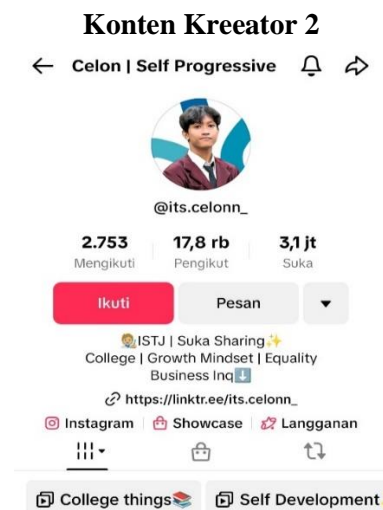 Konten Kreeator 2
Celon | Self Progressive
@its.celonn_
2.753 17,8 rb 3,1 jt
Mengikuti Pengikut Suka
Ikuti Pesan
🧑🏼‍💼ISTJ | Suka Sharing✨
College | Growth Mindset | Equality
Business Inq⬇️
https://linktr.ee/its.celonn_
Instagram Showcase Langganan
College things📚 Self Development